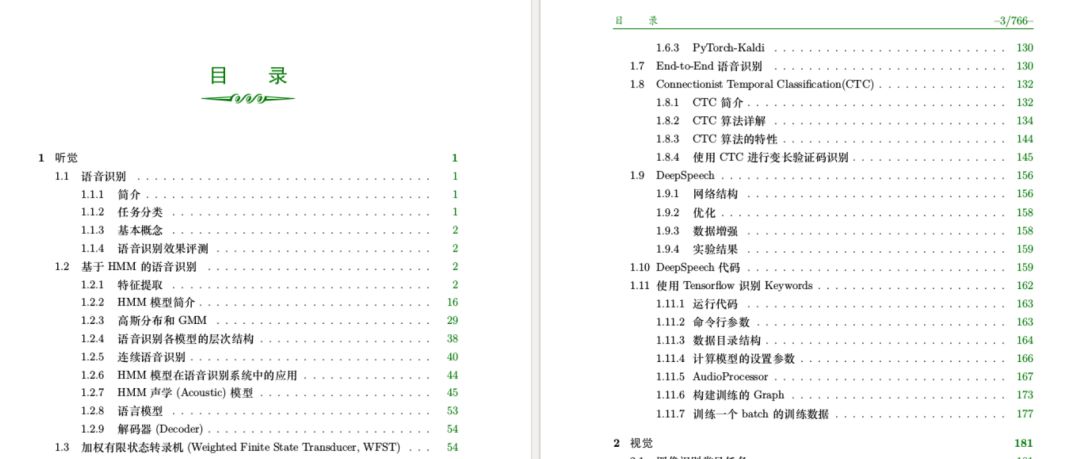 目 录
1 听觉 1
1.1 语音识别 1
1.1.1 简介 1
1.1.2 任务分类 1
1.1.3 基本概念 2
1.1.4 语音识别效果评测 2
1.2 基于 HMM 的语音识别 2
1.2.1 特征提取 2
1.2.2 HMM 模型简介 16
1.2.3 高斯分布和 GMM 29
1.2.4 语音识别各模型的层次结构 38
1.2.5 连续语音识别 40
1.2.6 HMM 模型在语音识别系统中的应用 44
1.2.7 HMM 声学 (Acoustic) 模型 45
1.2.8 语言模型 53
1.2.9 解码器 (Decoder) 54
1.3 加权有限状态转录机 (Weighted Finite State Transducer, WFST) 54
目 录 –3/766–
1.6.3 PyTorch-Kaldi 130
1.7 End-to-End 语音识别 130
1.8 Connectionist Temporal Classification(CTC) 132
1.8.1 CTC 简介 132
1.8.2 CTC 算法详解 134
1.8.3 CTC 算法的特性 144
1.8.4 使用 CTC 进行变长验证码识别 145
1.9 DeepSpeech 156
1.9.1 网络结构 156
1.9.2 优化 158
1.9.3 数据增强 158
1.9.4 实验结果 159
1.10 DeepSpeech 代码 159
1.11 使用 Tensorflow 识别 Keywords 162
1.11.1 运行代码 163
1.11.2 命令行参数 163
1.11.3 数据目录结构 164
1.11.4 计算模型的设置参数 166
1.11.5 AudioProcessor 167
1.11.6 构建训练的 Graph 173
1.11.7 训练一个 batch 的训练数据 177
2 视觉 181